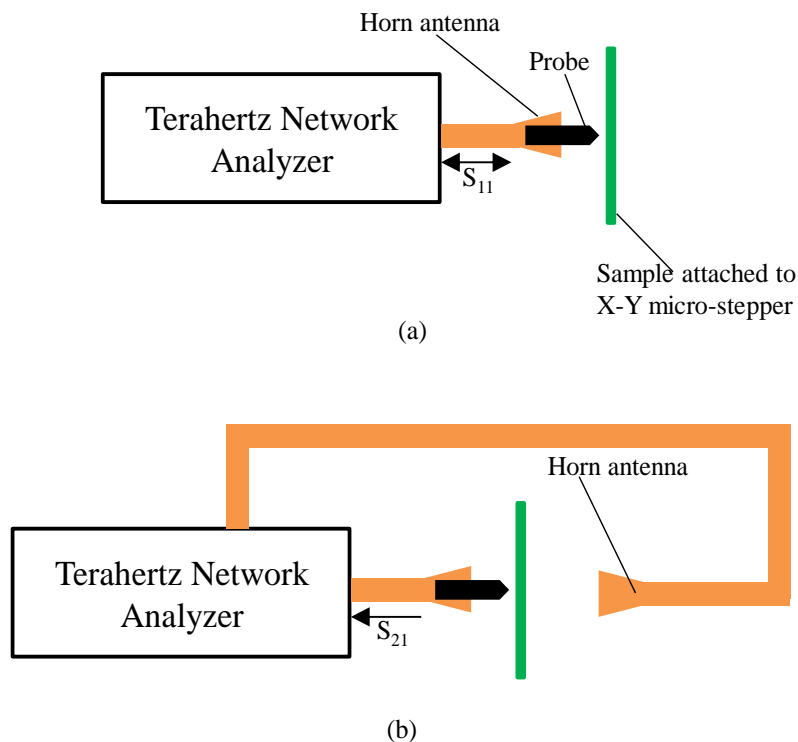 Horn antenna
Probe
Terahertz Network
Analyzer
S11
Sample attached to
X-Y micro-stepper
(a)
Horn antenna
Terahertz Network
Analyzer
S21
(b)